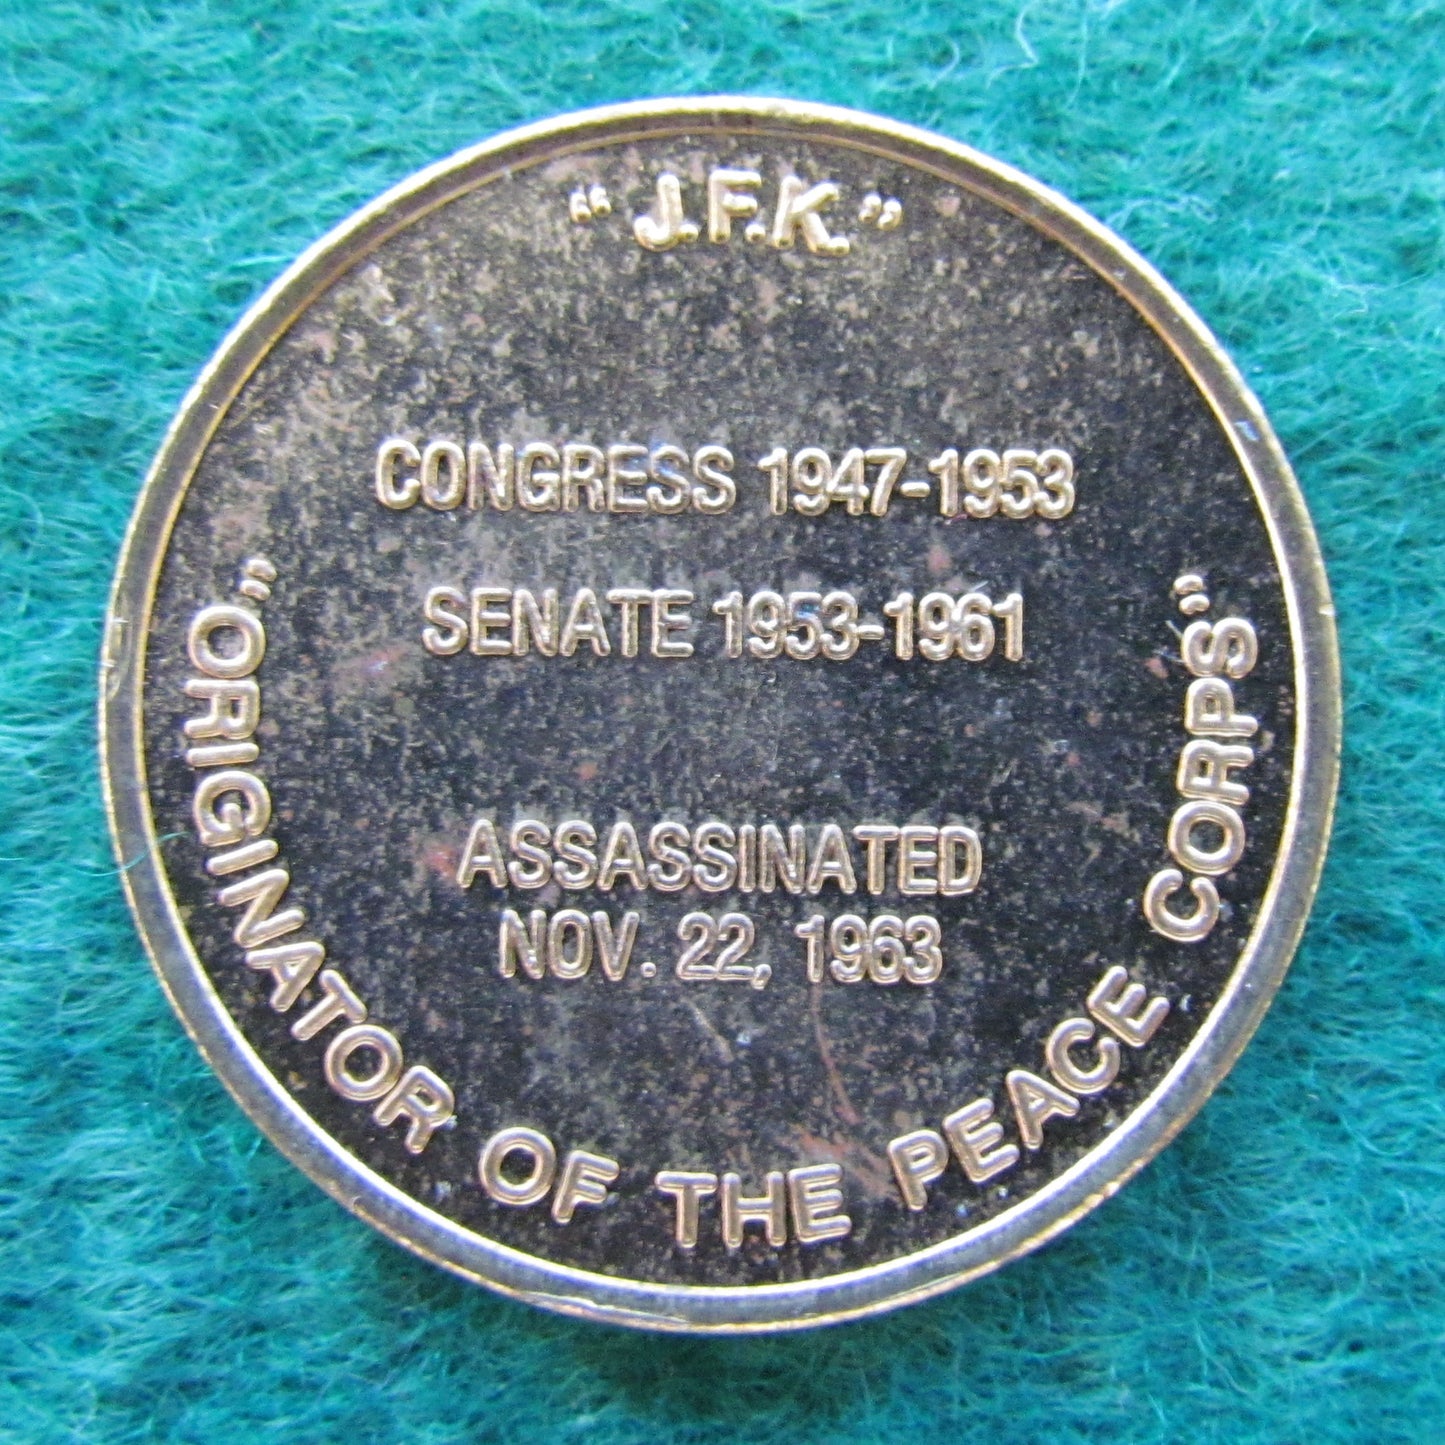 “J.F.K.”
CONGRESS 1947-1953
SENATE 1953-1961
ASSASSINATED
NOV. 22, 1963
“ORIGINATOR OF THE PEACE CORPS”